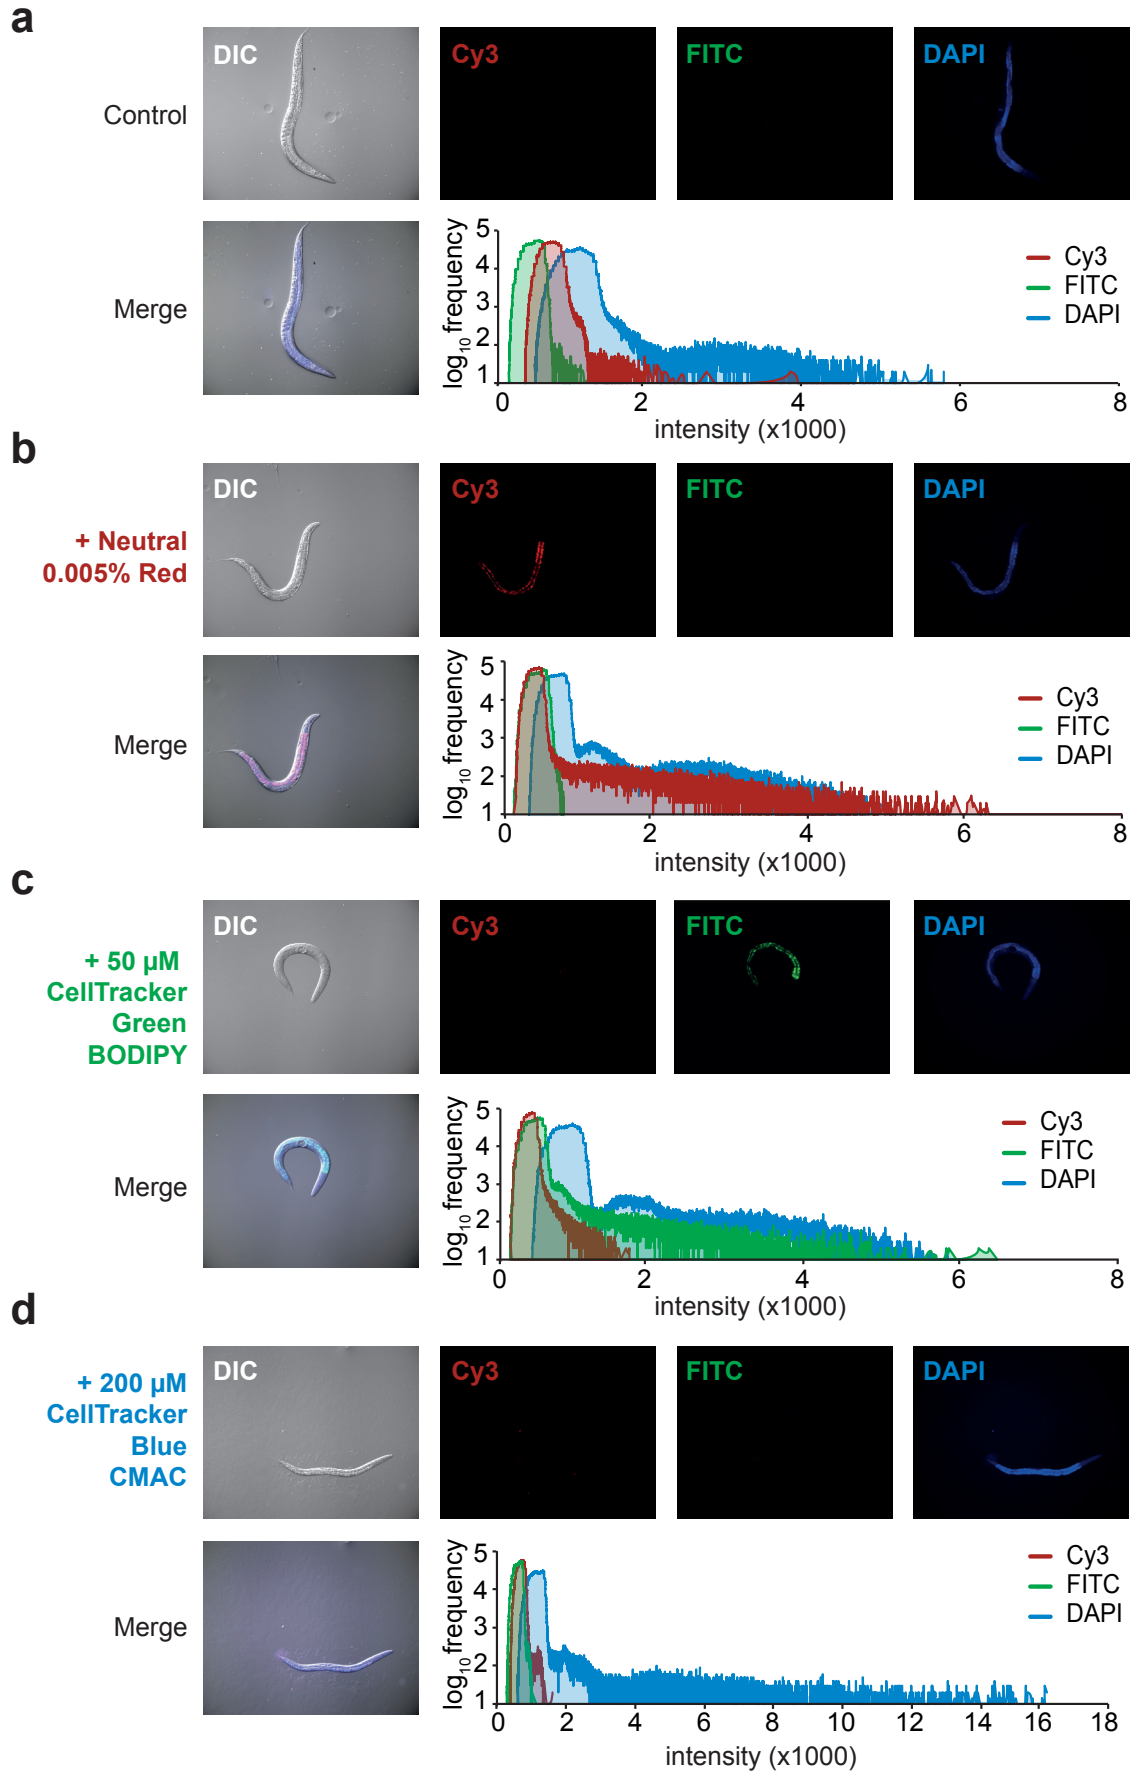 a
DIC
Cy3
FITC
DAPI
Control
Merge
log10 frequency
5
4
3
2
1
0 2 4 6 8
intensity (x1000)
Cy3
FITC
DAPI
b
DIC
Cy3
FITC
DAPI
+ Neutral
0.005% Red
Merge
log10 frequency
5
4
3
2
1
0 2 4 6 8
intensity (x1000)
Cy3
FITC
DAPI
c
DIC
Cy3
FITC
DAPI
+ 50 µM
CellTracker
Green
BODIPY
Merge
log10 frequency
5
4
3
2
1
0 2 4 6 8
intensity (x1000)
Cy3
FITC
DAPI
d
DIC
Cy3
FITC
DAPI
+ 200 µM
CellTracker
Blue
CMAC
Merge
log10 frequency
5
4
3
2
1
0 2 4 6 8 10 12 14 16 18
intensity (x1000)
Cy3
FITC
DAPI